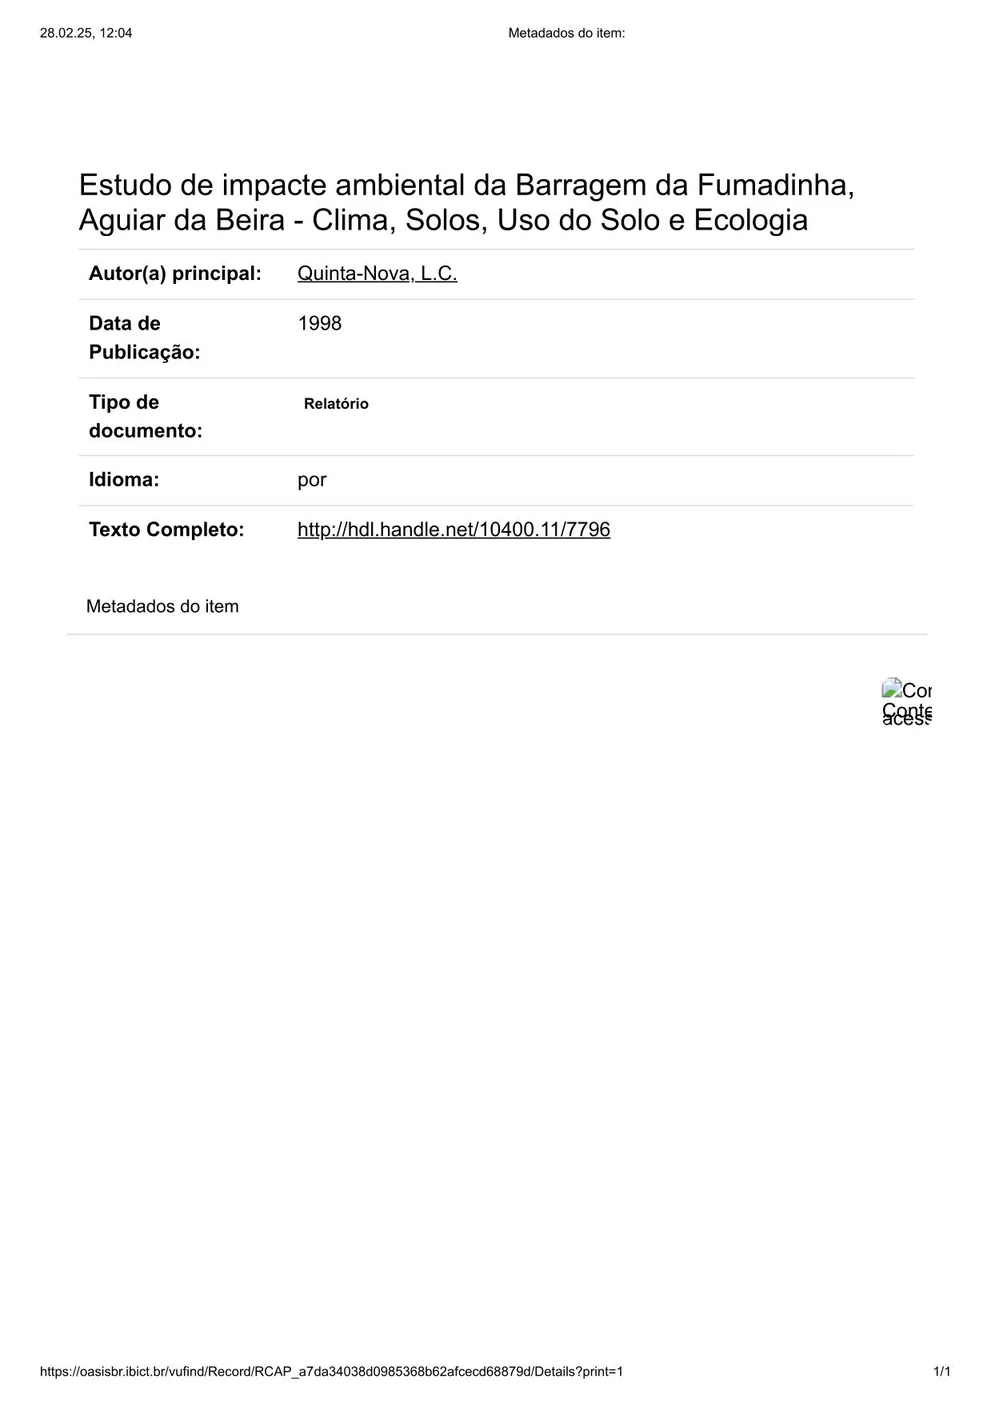 28.02.25, 12:04
Metadados do item:
Estudo de impacte ambiental da Barragem da Fumadinha,
Aguiar da Beira - Clima, Solos, Uso do Solo e Ecologia
Autor(a) principal:
Quinta-Nova, L.C.
Data de
Publicação:
1998
Tipo de
documento:
Relatório
Idioma:
por
Texto Completo:
http://hdl.handle.net/10400.11/7796
Metadados do item
https://oasisbr.ibict.br/vufind/Record/RCAP_a7da34038d0985368b62afcecd68879d/Details?print=1
1/1